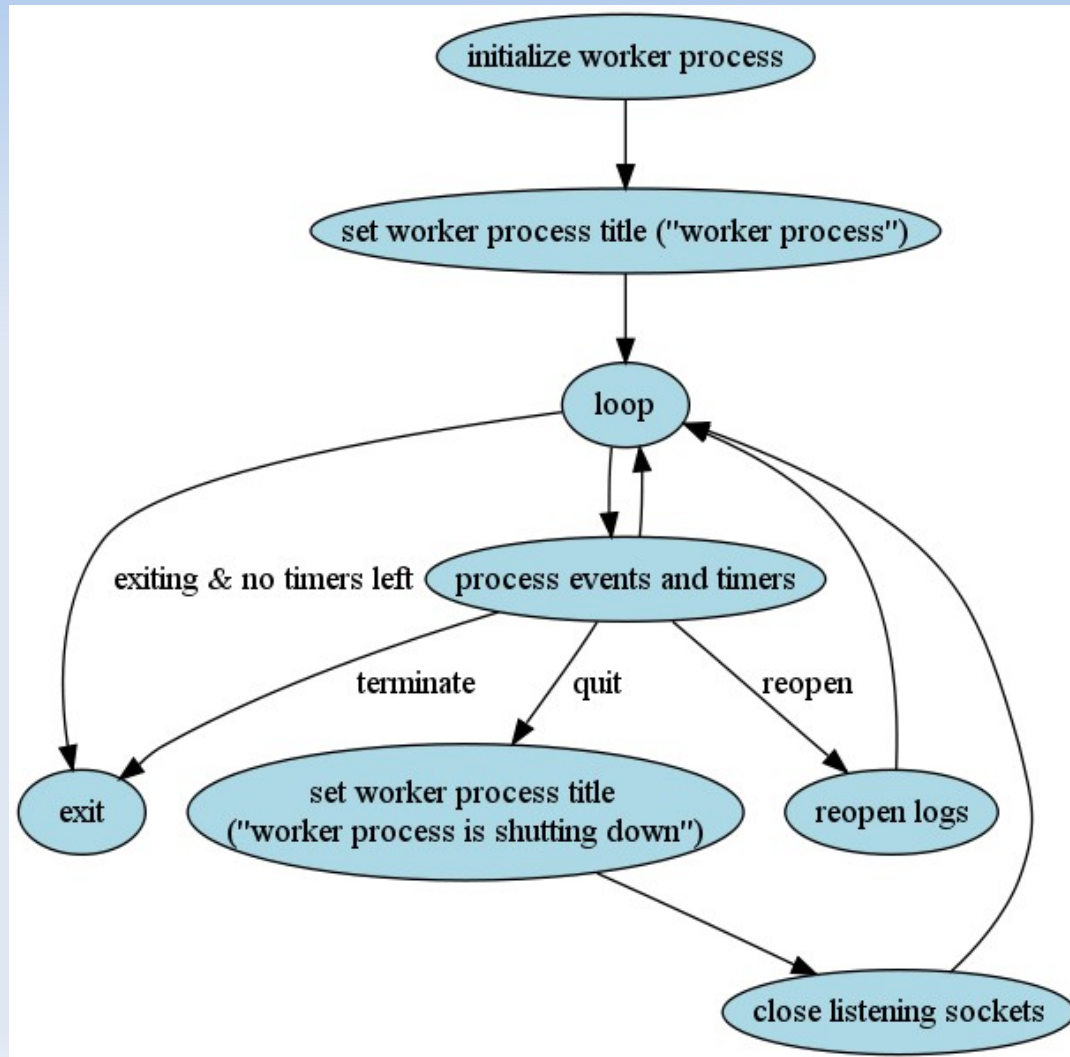 initialize worker process
set worker process title ("worker process")
loop
exiting & no timers left
process events and timers
terminate
quit
reopen
exit
set worker process title
("worker process is shutting down")
reopen logs
close listening sockets